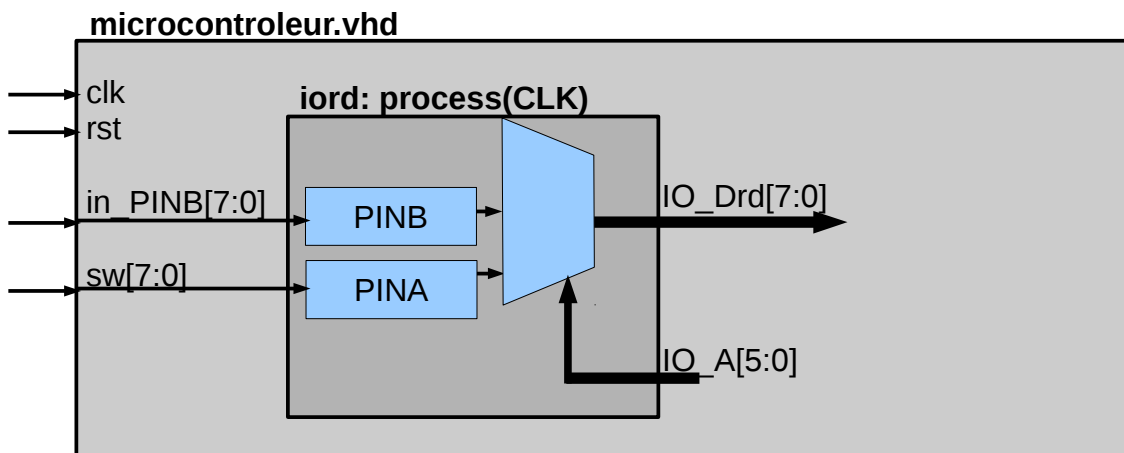 microcontroleur.vhd
clk
iord: process(CLK)
rst
in_PINB[7:0]
PINB
IO_Drd[7:0]
sw[7:0]
PINA
IO_A[5:0]